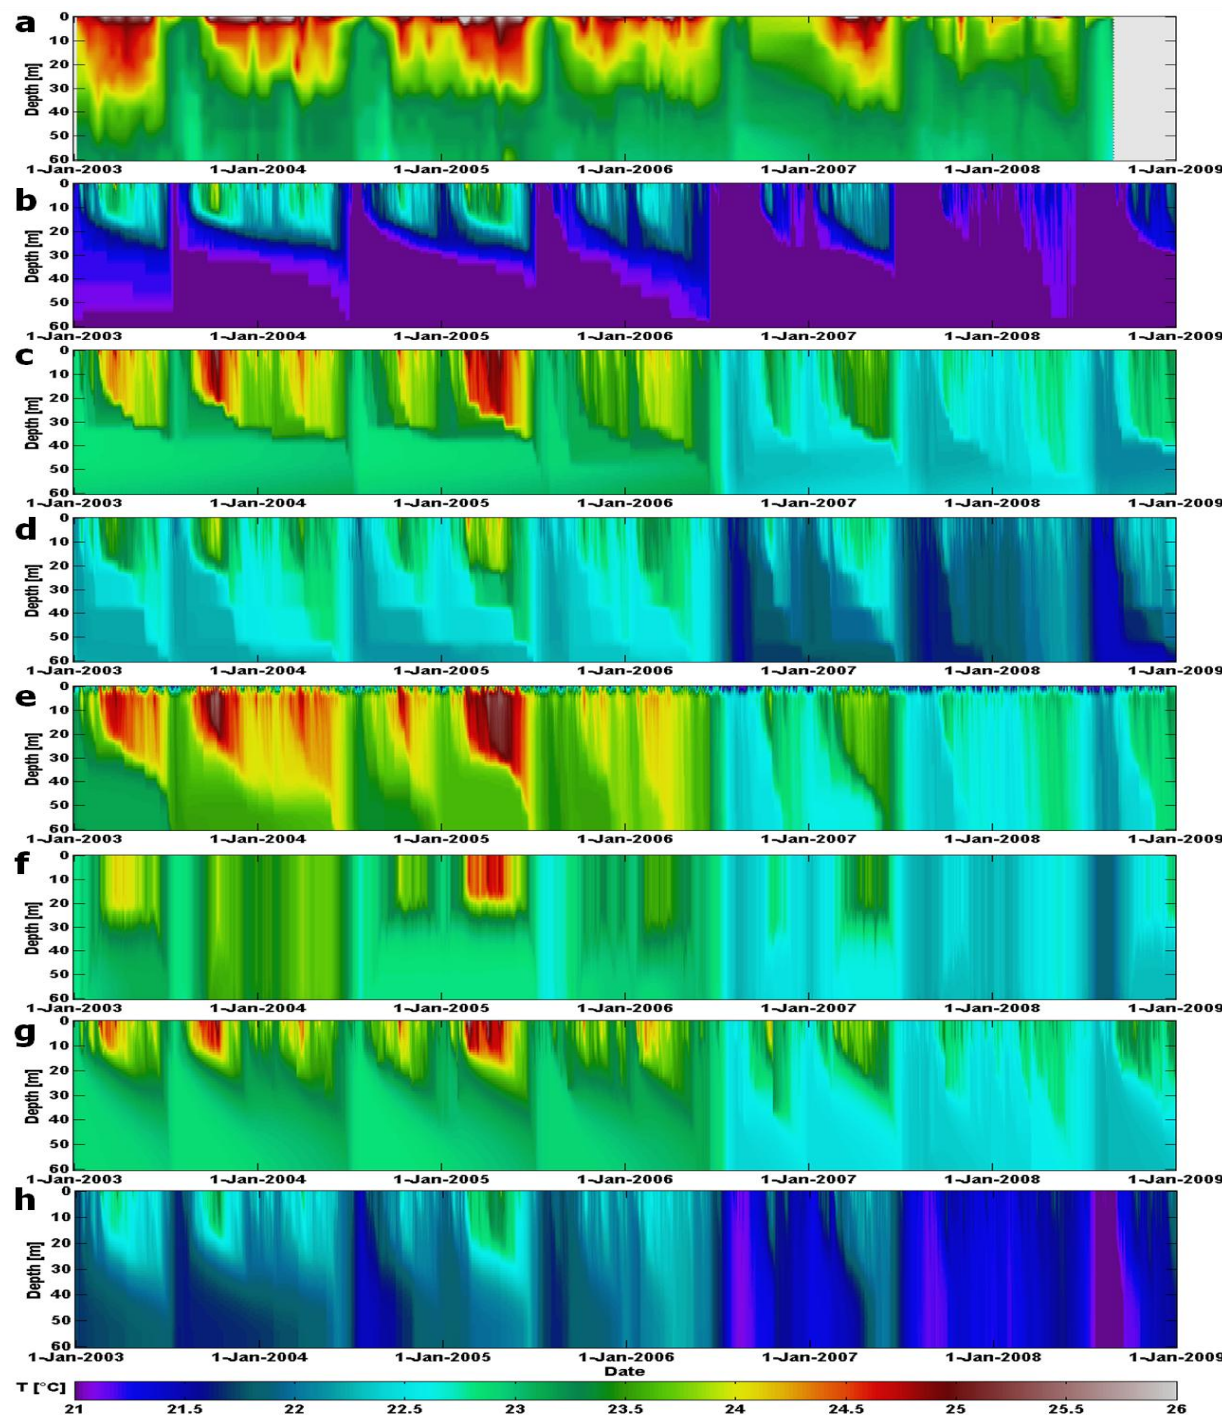 a
0
10
20
30
40
50
60
Depth [m]
1-Jan-2003 1-Jan-2004 1-Jan-2005 1-Jan-2006 1-Jan-2007 1-Jan-2008 1-Jan-2009
b
0
10
20
30
40
50
60
Depth [m]
1-Jan-2003 1-Jan-2004 1-Jan-2005 1-Jan-2006 1-Jan-2007 1-Jan-2008 1-Jan-2009
c
0
10
20
30
40
50
60
Depth [m]
1-Jan-2003 1-Jan-2004 1-Jan-2005 1-Jan-2006 1-Jan-2007 1-Jan-2008 1-Jan-2009
d
0
10
20
30
40
50
60
Depth [m]
1-Jan-2003 1-Jan-2004 1-Jan-2005 1-Jan-2006 1-Jan-2007 1-Jan-2008 1-Jan-2009
e
0
10
20
30
40
50
60
Depth [m]
1-Jan-2003 1-Jan-2004 1-Jan-2005 1-Jan-2006 1-Jan-2007 1-Jan-2008 1-Jan-2009
f
0
10
20
30
40
50
60
Depth [m]
1-Jan-2003 1-Jan-2004 1-Jan-2005 1-Jan-2006 1-Jan-2007 1-Jan-2008 1-Jan-2009
g
0
10
20
30
40
50
60
Depth [m]
1-Jan-2003 1-Jan-2004 1-Jan-2005 1-Jan-2006 1-Jan-2007 1-Jan-2008 1-Jan-2009
h
0
10
20
30
40
50
60
Depth [m]
1-Jan-2003 1-Jan-2004 1-Jan-2005 1-Jan-2006 1-Jan-2007 1-Jan-2008 1-Jan-2009
Date
T [°C]
21 21.5 22 22.5 23 23.5 24 24.5 25 25.5 26